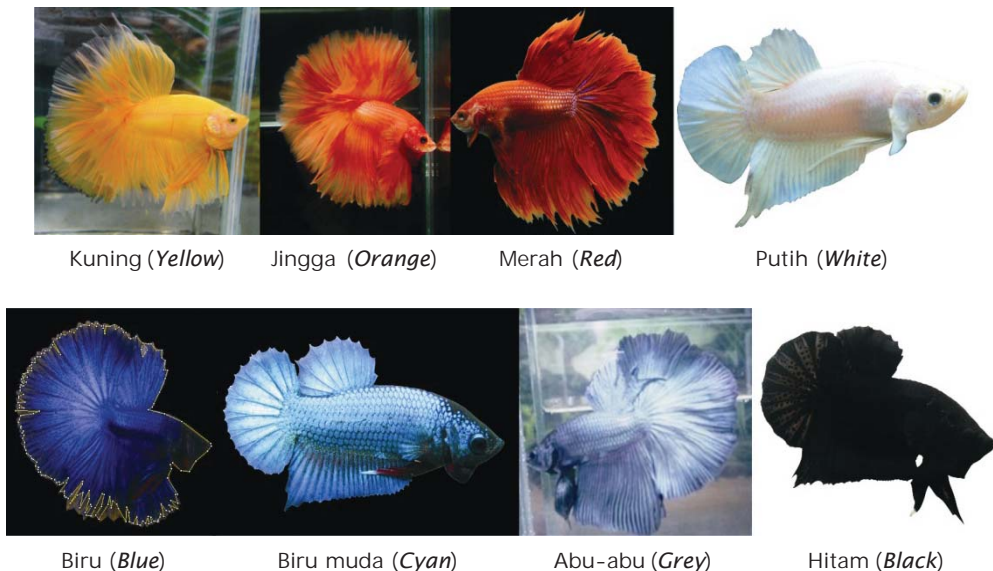 Kuning (Yellow) Jingga (Orange) Merah (Red) Putih (White)
Biru (Blue) Biru muda (Cyan) Abu-abu (Grey) Hitam (Black)